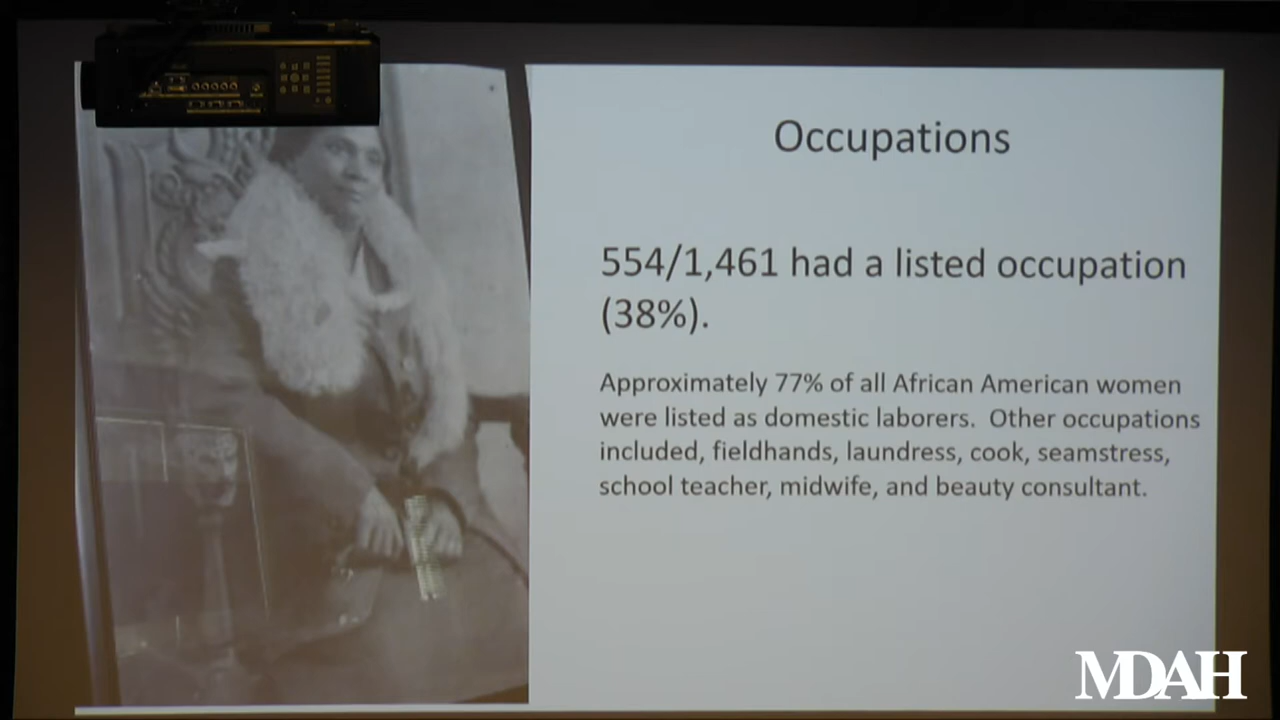 Occupations
554/1,461 had a listed occupation
(38%).
Approximately 77% of all African American women
were listed as domestic laborers.  Other occupations
included, fieldhands, laundress, cook, seamstress,
school teacher, midwife, and beauty consultant.
MDAH